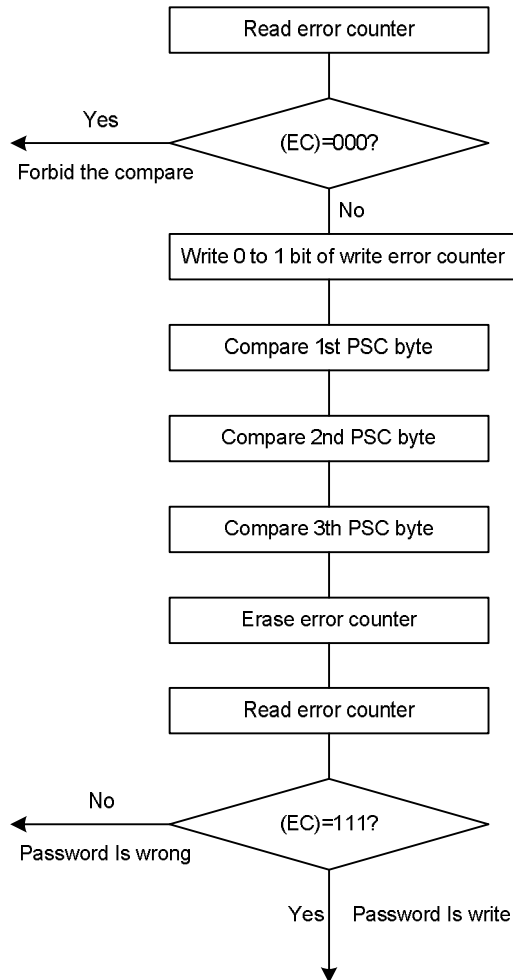 Read error counter
Yes
(EC)=000?
Forbid the compare
No
Write 0 to 1 bit of write error counter
Compare 1st PSC byte
Compare 2nd PSC byte
Compare 3th PSC byte
Erase error counter
Read error counter
No
(EC)=111?
Password Is wrong
Yes
Password Is write